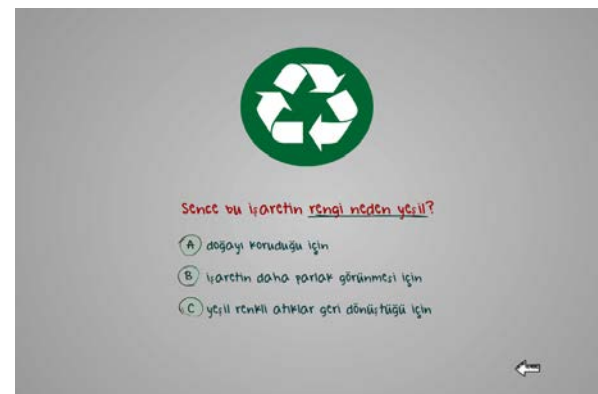 Sence bu işaretin rengi neden yeşil?
A doğayı koruduğu için
B işaretin daha parlak görünmesi için
C yeşil renkli atıklar geri dönüştüğü için